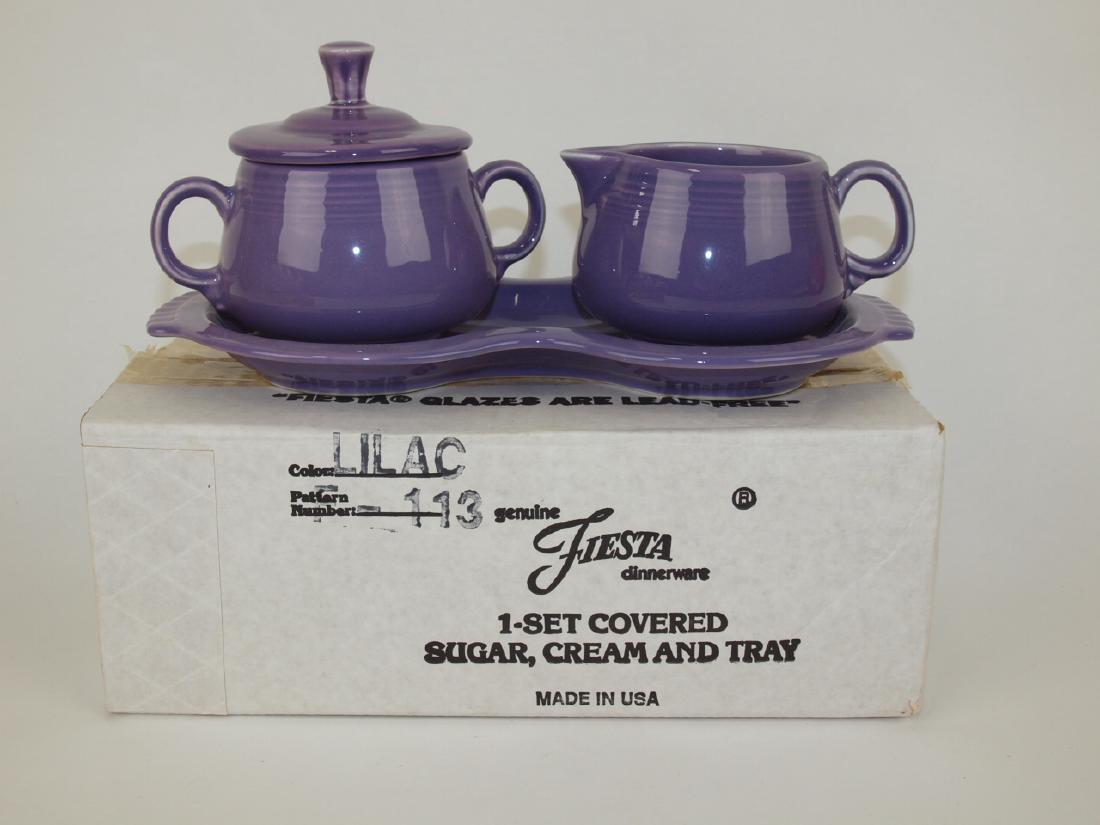 "FIESTA® GLAZES ARE LEAD-FREE"
Color: LILAC
Pattern
Number: F - 113
genuine
®
FIESTA
dinnerware
1-SET COVERED
SUGAR, CREAM AND TRAY
MADE IN USA